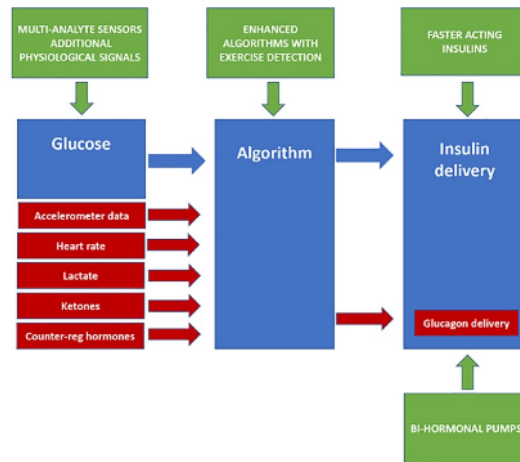 MULTI-ANALYTE SENSORS
ADDITIONAL
PHYSIOLOGICAL SIGNALS
ENHANCED
ALGORITHMS WITH
EXERCISE DETECTION
FASTER ACTING
INSULINS
Glucose
Algorithm
Insulin
delivery
Accelerometer data
Heart rate
Lactate
Ketones
Counter-reg hormones
Glucagon delivery
BI-HORMONAL PUMPS